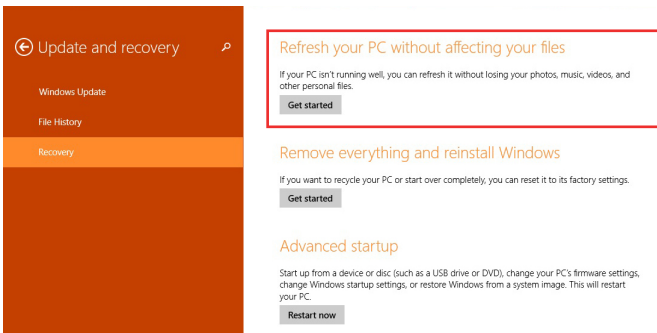 Update and recovery
Windows Update
File History
Recovery
Refresh your PC without affecting your files
If your PC isn't running well, you can refresh it without losing your photos, music, videos, and
other personal files.
Get started
Remove everything and reinstall Windows
If you want to recycle your PC or start over completely, you can reset it to its factory settings.
Get started
Advanced startup
Start up from a device or disc (such as a USB drive or DVD), change your PC's firmware settings,
change Windows startup settings, or restore Windows from a system image. This will restart
your PC.
Restart now